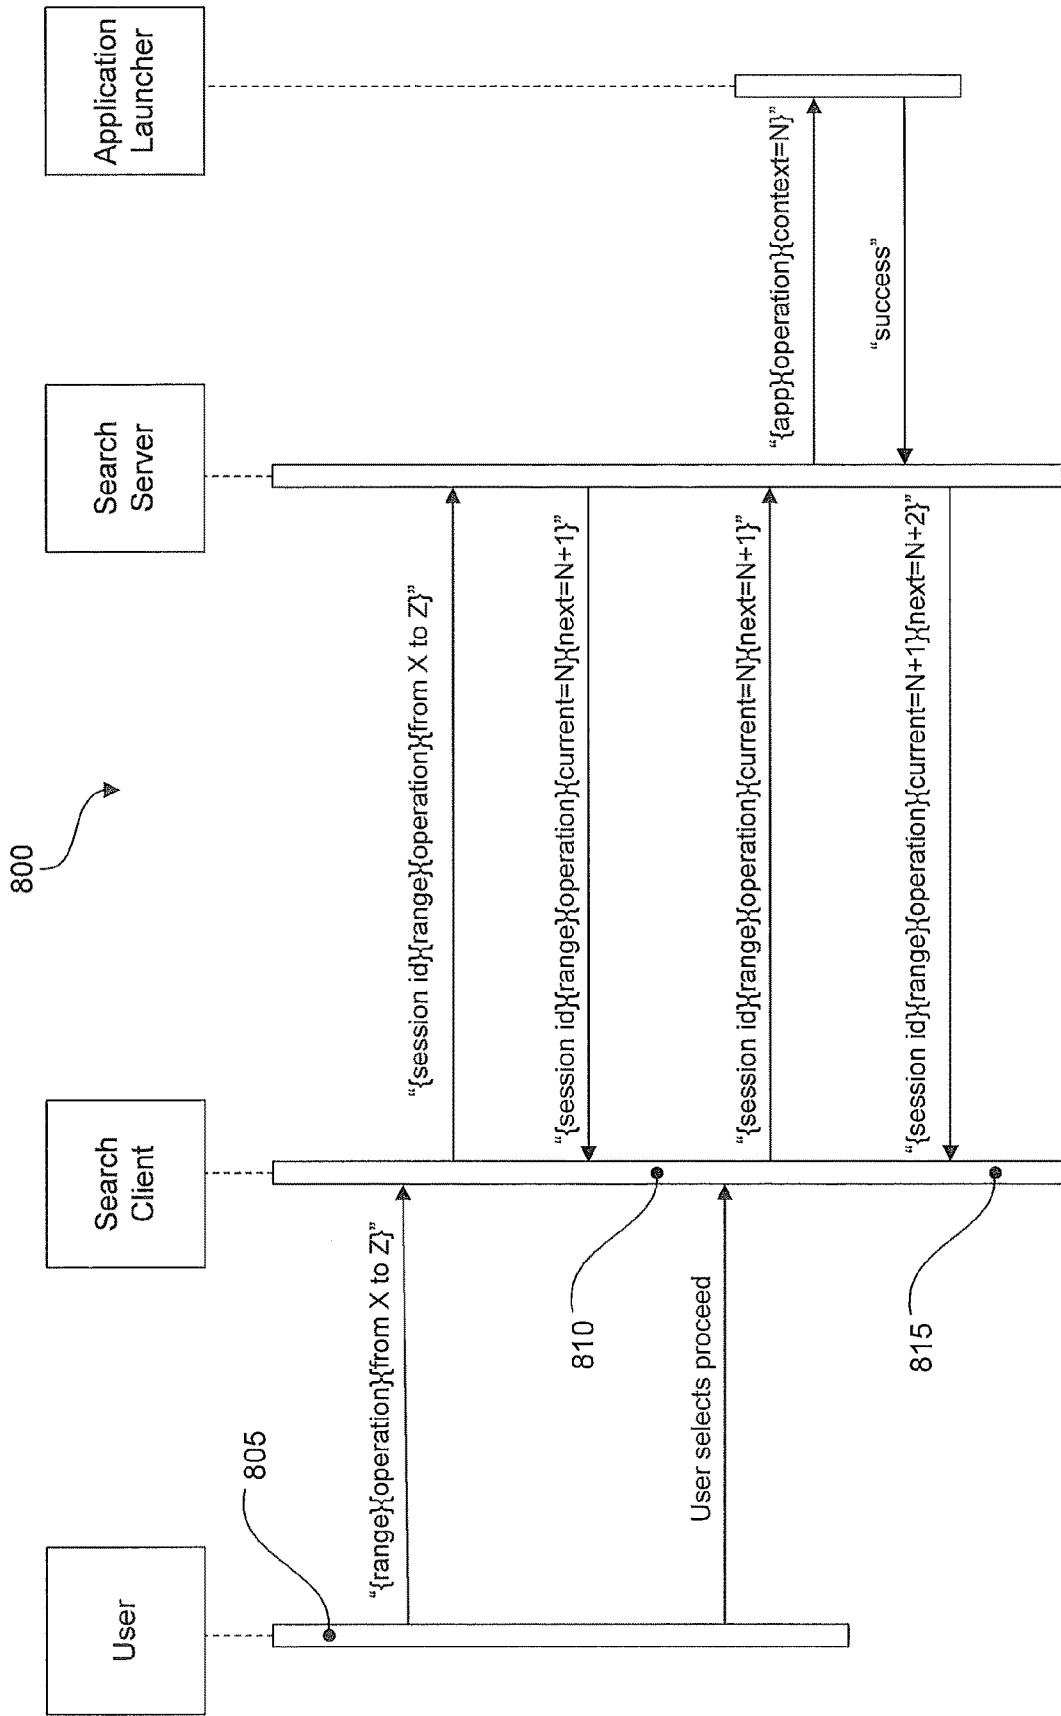 800
User
Search
Client
Search
Server
Application
Launcher
805
"{range}{operation}{from X to Z}"
"{session id}{range}{operation}{from X to Z}"
"{session id}{range}{operation}{current=N}{next=N+1}"
810
User selects proceed
"{session id}{range}{operation}{current=N}{next=N+1}"
"{app}{operation}{context=N}"
"success"
"{session id}{range}{operation}{current=N+1}{next=N+2}"
815